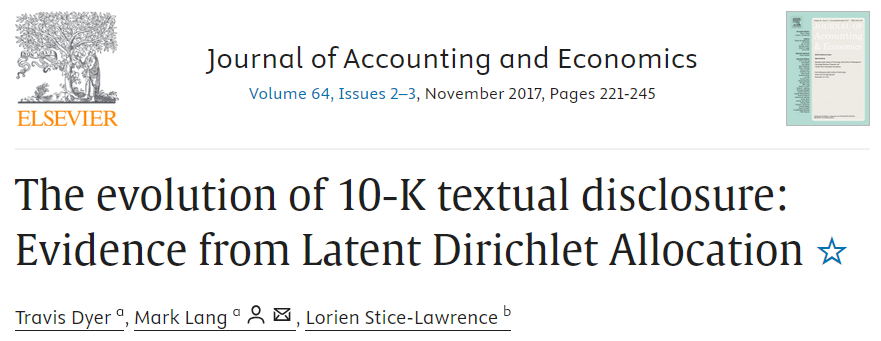 ELSEVIER
Journal of Accounting and Economics
Volume 64, Issues 2–3, November 2017, Pages 221-245
The evolution of 10-K textual disclosure:
Evidence from Latent Dirichlet Allocation ☆
Travis Dyer a, Mark Lang a, Lorien Stice-Lawrence b